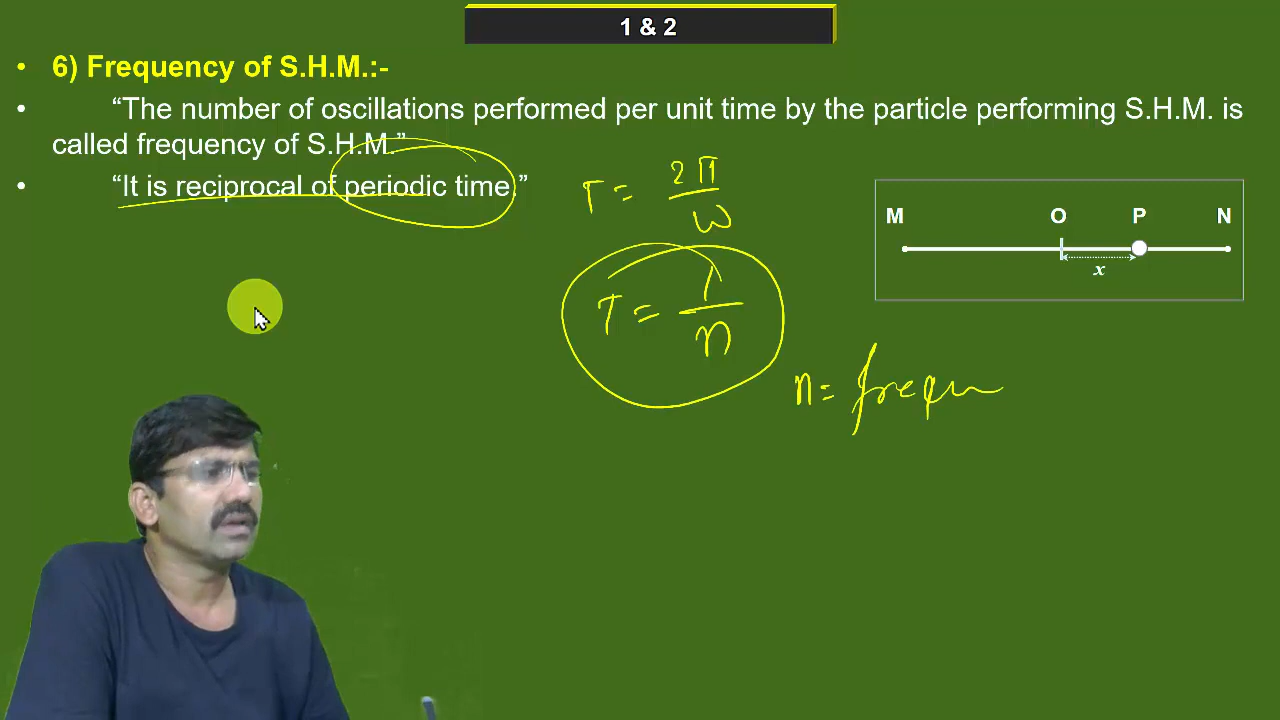 1 & 2
• 6) Frequency of S.H.M.:-
• “The number of oscillations performed per unit time by the particle performing S.H.M. is
called frequency of S.H.M.”
• “It is reciprocal of periodic time.”
T = 2π / ω
T = 1 / n
n = frequ
M O P N
x